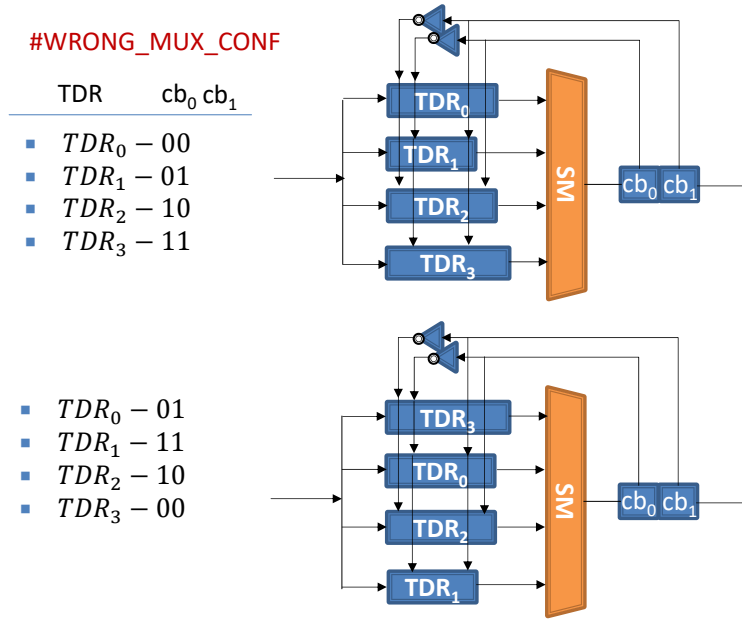 #WRONG_MUX_CONF
TDR cb₀ cb₁
▪ TDR₀ − 00
▪ TDR₁ − 01
▪ TDR₂ − 10
▪ TDR₃ − 11
TDR₀
TDR₁
TDR₂
TDR₃
SM
cb₀ cb₁
▪ TDR₀ − 01
▪ TDR₁ − 11
▪ TDR₂ − 10
▪ TDR₃ − 00
TDR₃
TDR₀
TDR₂
TDR₁
SM
cb₀ cb₁